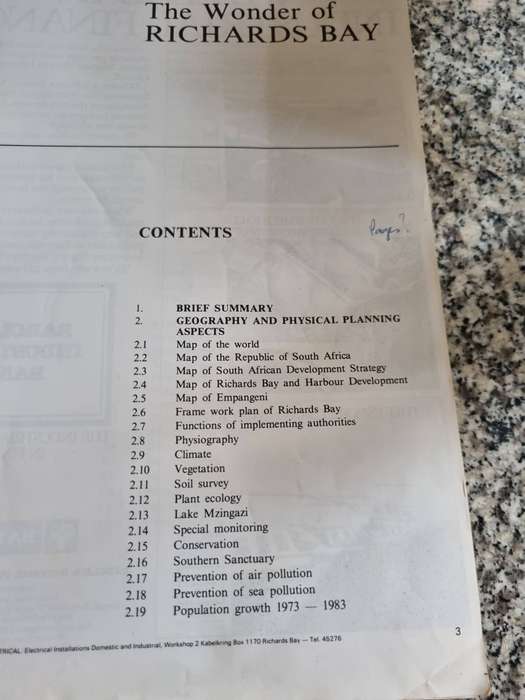 The Wonder of
RICHARDS BAY
CONTENTS
Pages?
1. BRIEF SUMMARY
2. GEOGRAPHY AND PHYSICAL PLANNING
ASPECTS
2.1 Map of the world
2.2 Map of the Republic of South Africa
2.3 Map of South African Development Strategy
2.4 Map of Richards Bay and Harbour Development
2.5 Map of Empangeni
2.6 Frame work plan of Richards Bay
2.7 Functions of implementing authorities
2.8 Physiography
2.9 Climate
2.10 Vegetation
2.11 Soil survey
2.12 Plant ecology
2.13 Lake Mzingazi
2.14 Special monitoring
2.15 Conservation
2.16 Southern Sanctuary
2.17 Prevention of air pollution
2.18 Prevention of sea pollution
2.19 Population growth 1973 — 1983
3
TRICAL: Electrical Installations Domestic and Industrial, Workshop 2 Kabelkring Box 1170 Richards Bay — Tel. 45276